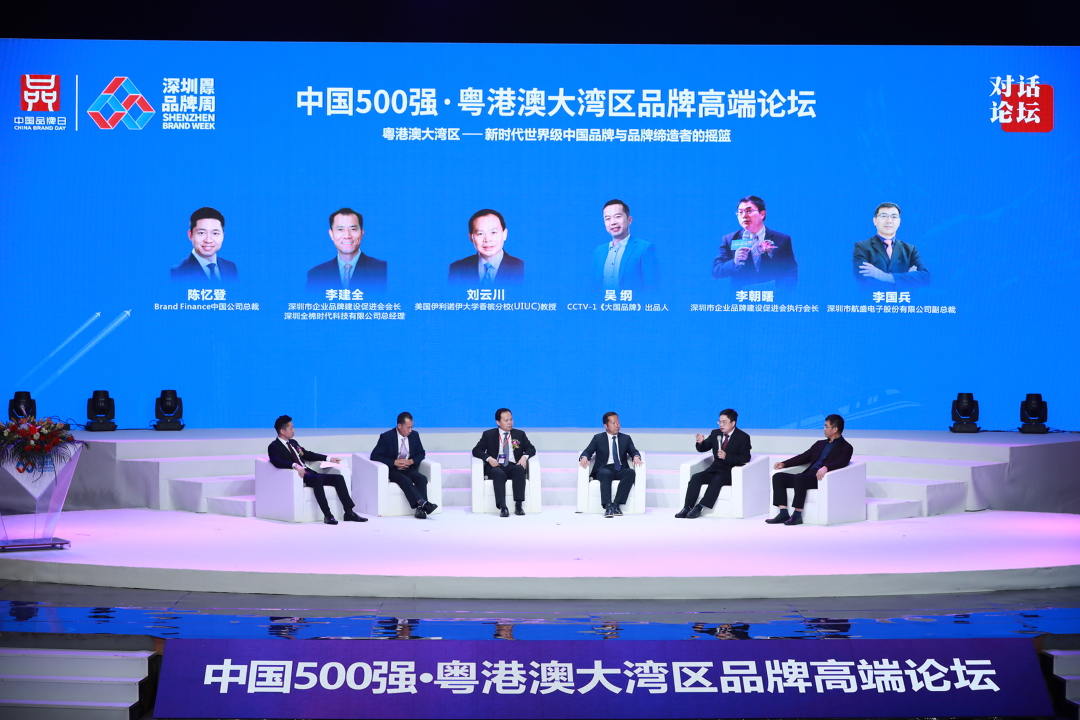 中国品牌日
CHINA BRAND DAY
深圳国际
品牌周
SHENZHEN
BRAND WEEK
中国500强·粤港澳大湾区品牌高端论坛
粤港澳大湾区——新时代世界级中国品牌与品牌缔造者的摇篮
对话
论坛
陈忆登
Brand Finance中国公司总裁
李建全
深圳市企业品牌建设促进会会长
深圳全棉时代科技有限公司总经理
刘云川
美国伊利诺伊大学香槟分校(UIUC)教授
吴纲
CCTV-1《大国品牌》出品人
李朝曙
深圳市企业品牌建设促进会执行会长
李国兵
深圳市航盛电子股份有限公司副总裁
中国500强·粤港澳大湾区品牌高端论坛